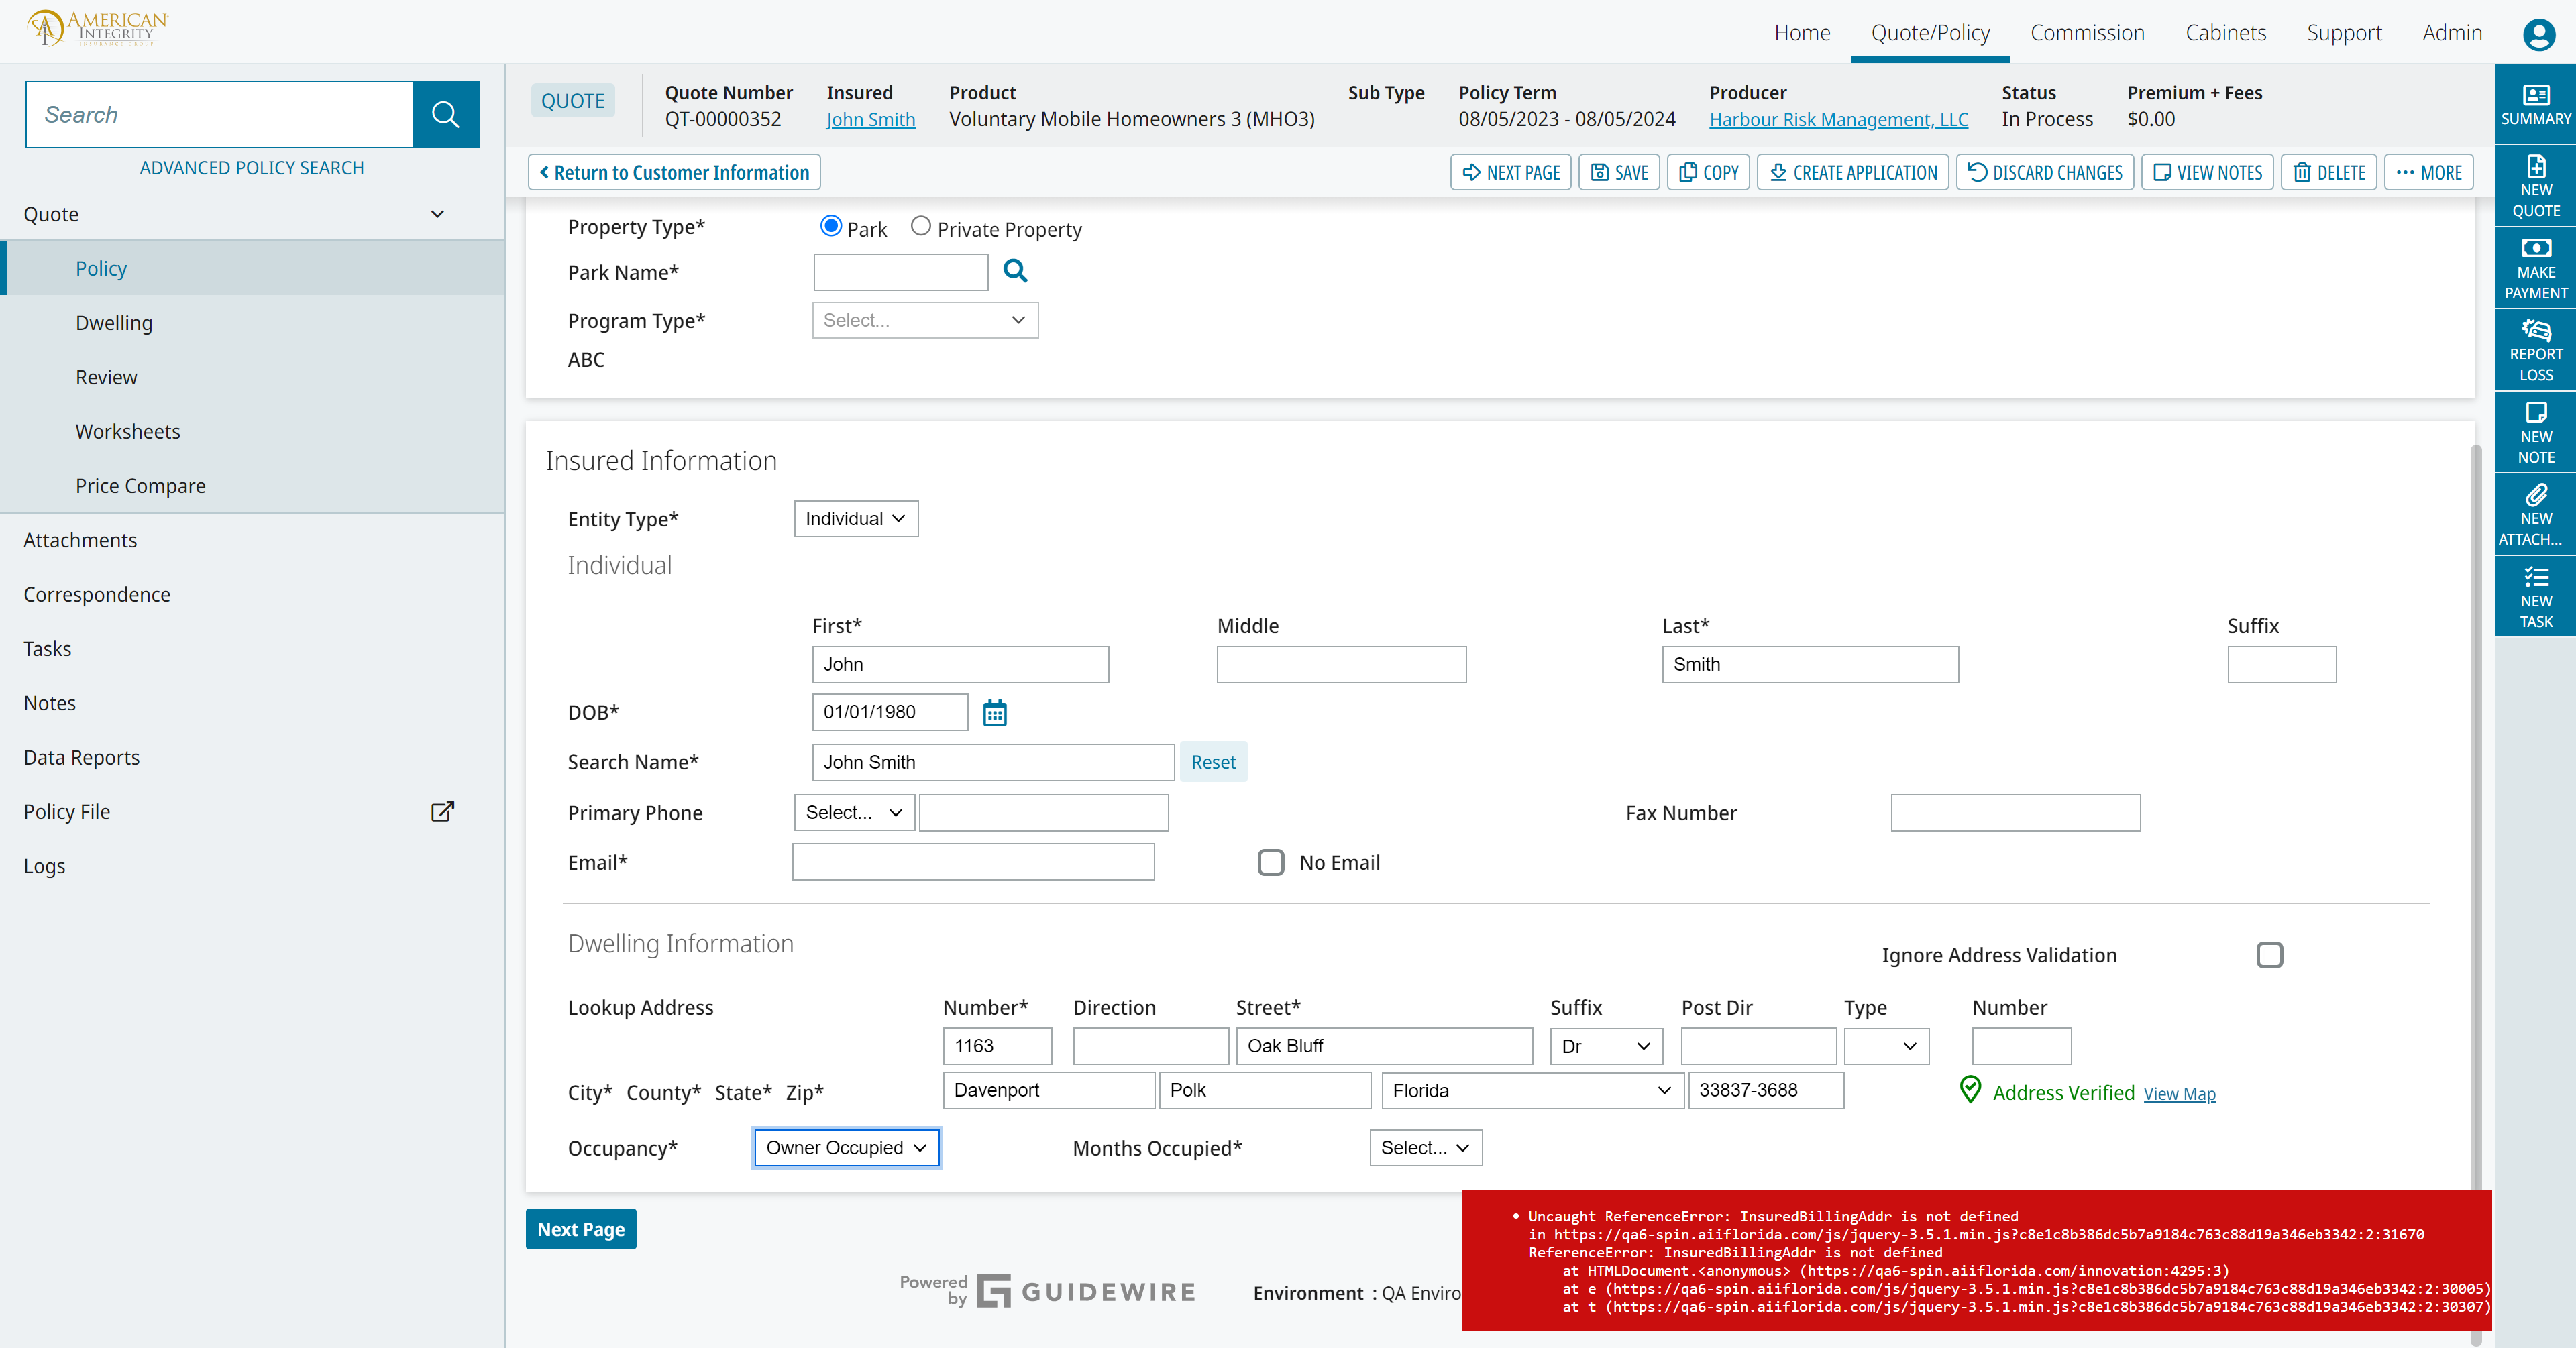 AMERICAN
INTEGRITY
INSURANCE GROUP
Home Quote/Policy Commission Cabinets Support Admin
Search
ADVANCED POLICY SEARCH
Quote
Policy
Dwelling
Review
Worksheets
Price Compare
Attachments
Correspondence
Tasks
Notes
Data Reports
Policy File
Logs
QUOTE
Quote Number Insured Product Sub Type Policy Term Producer Status Premium + Fees
QT-00000352 John Smith Voluntary Mobile Homeowners 3 (MHO3) 08/05/2023 - 08/05/2024 Harbour Risk Management, LLC In Process $0.00
Return to Customer Information NEXT PAGE SAVE COPY CREATE APPLICATION DISCARD CHANGES VIEW NOTES DELETE MORE
Property Type* Park Private Property
Park Name*
Program Type* Select...
ABC
Insured Information
Entity Type* Individual
Individual
First* Middle Last* Suffix
John Smith
DOB* 01/01/1980
Search Name* John Smith Reset
Primary Phone Select... Fax Number
Email* No Email
Dwelling Information
Ignore Address Validation
Lookup Address Number* Direction Street* Suffix Post Dir Type Number
1163 Oak Bluff Dr
City* County* State* Zip* Davenport Polk Florida 33837-3688 Address Verified View Map
Occupancy* Owner Occupied Months Occupied* Select...
Next Page
Powered
by GUIDEWIRE
Environment : QA Enviro
• Uncaught ReferenceError: InsuredBillingAddr is not defined
in https://qa6-spin.aiiflorida.com/js/jquery-3.5.1.min.js?c8e1c8b386dc5b7a9184c763c88d19a346eb3342:2:31670
ReferenceError: InsuredBillingAddr is not defined
at HTMLDocument.<anonymous> (https://qa6-spin.aiiflorida.com/innovation:4295:3)
at e (https://qa6-spin.aiiflorida.com/js/jquery-3.5.1.min.js?c8e1c8b386dc5b7a9184c763c88d19a346eb3342:2:30005)
at t (https://qa6-spin.aiiflorida.com/js/jquery-3.5.1.min.js?c8e1c8b386dc5b7a9184c763c88d19a346eb3342:2:30307)
SUMMARY
NEW
QUOTE
MAKE
PAYMENT
REPORT
LOSS
NEW
NOTE
NEW
ATTACH...
NEW
TASK